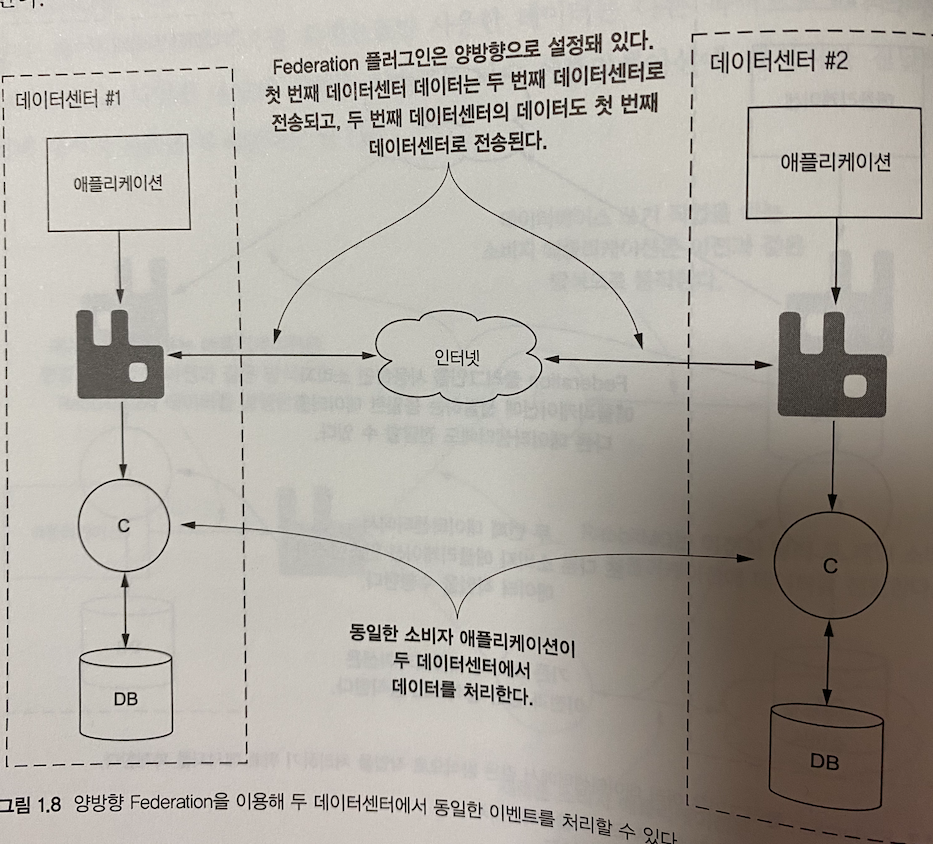 데이터센터 #1
애플리케이션
C
DB
Federation 플러그인은 양방향으로 설정돼 있다.
첫 번째 데이터센터 데이터는 두 번째 데이터센터로
전송되고, 두 번째 데이터센터의 데이터도 첫 번째
데이터센터로 전송된다.
인터넷
동일한 소비자 애플리케이션이
두 데이터센터에서
데이터를 처리한다.
데이터센터 #2
애플리케이션
C
DB
그림 1.8 양방향 Federation을 이용해 두 데이터센터에서 동일한 이벤트를 처리할 수 있다